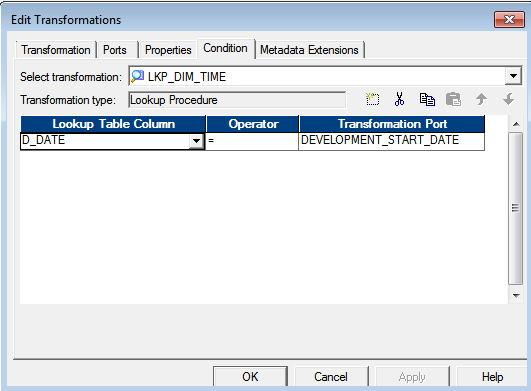 Edit Transformations
Transformation Ports Properties Condition Metadata Extensions
Select transformation: LKP_DIM_TIME
Transformation type: Lookup Procedure
Lookup Table Column Operator Transformation Port
D_DATE = DEVELOPMENT_START_DATE
OK Cancel Apply Help